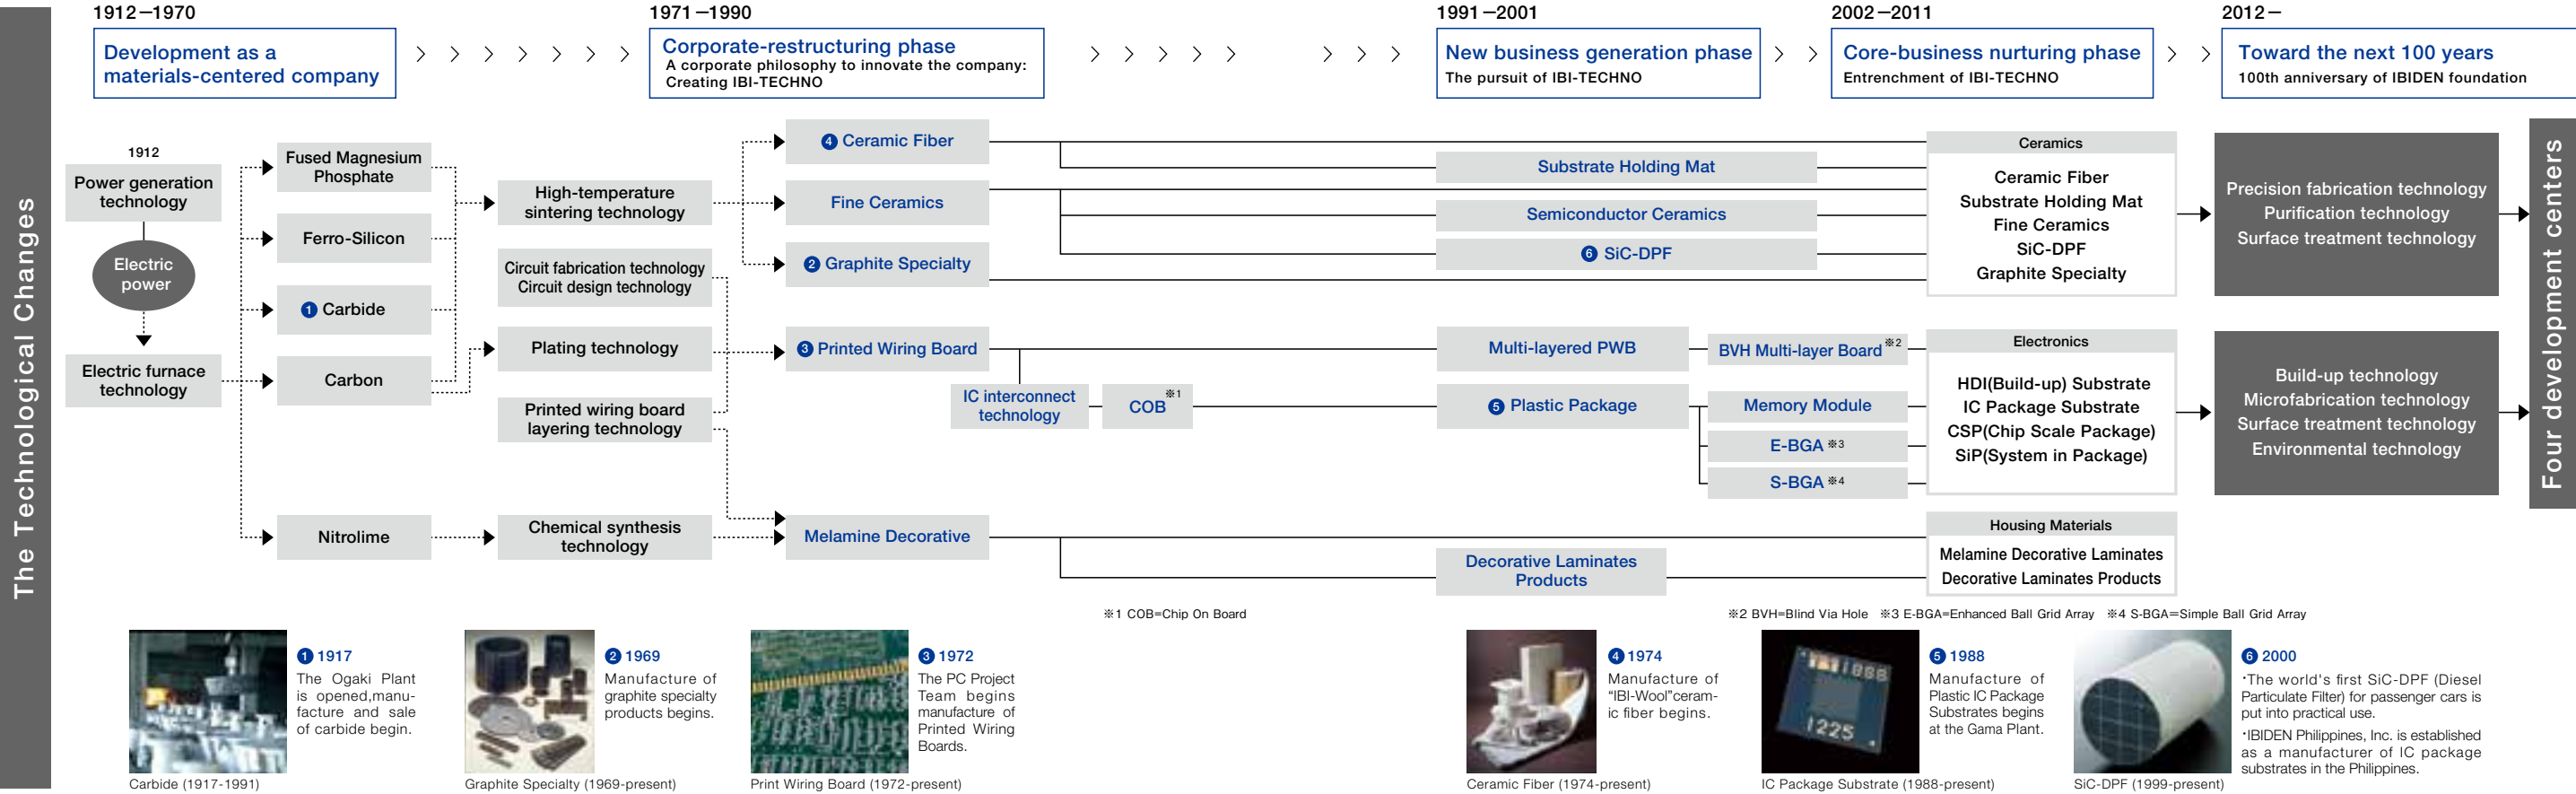 The Technological Changes
1912–1970
Development as a
materials-centered company
1971–1990
Corporate-restructuring phase
A corporate philosophy to innovate the company:
Creating IBI-TECHNO
1991–2001
New business generation phase
The pursuit of IBI-TECHNO
2002–2011
Core-business nurturing phase
Entrenchment of IBI-TECHNO
2012–
Toward the next 100 years
100th anniversary of IBIDEN foundation
1912
Power generation
technology
Electric
power
Electric furnace
technology
Fused Magnesium
Phosphate
Ferro-Silicon
1 Carbide
Carbon
Nitrolime
High-temperature
sintering technology
Circuit fabrication technology
Circuit design technology
Plating technology
Printed wiring board
layering technology
Chemical synthesis
technology
4 Ceramic Fiber
Fine Ceramics
2 Graphite Specialty
3 Printed Wiring Board
IC interconnect
technology
COB ※1
Melamine Decorative
Substrate Holding Mat
Semiconductor Ceramics
6 SiC-DPF
Multi-layered PWB
BVH Multi-layer Board ※2
5 Plastic Package
Memory Module
E-BGA ※3
S-BGA ※4
Decorative Laminates
Products
Ceramics
Ceramic Fiber
Substrate Holding Mat
Fine Ceramics
SiC-DPF
Graphite Specialty
Electronics
HDI(Build-up) Substrate
IC Package Substrate
CSP(Chip Scale Package)
SiP(System in Package)
Housing Materials
Melamine Decorative Laminates
Decorative Laminates Products
Precision fabrication technology
Purification technology
Surface treatment technology
Build-up technology
Microfabrication technology
Surface treatment technology
Environmental technology
Four development centers
※1 COB=Chip On Board
※2 BVH=Blind Via Hole ※3 E-BGA=Enhanced Ball Grid Array ※4 S-BGA=Simple Ball Grid Array
1 1917
The Ogaki Plant
is opened,manu-
facture and sale
of carbide begin.
Carbide (1917-1991)
2 1969
Manufacture of
graphite specialty
products begins.
Graphite Specialty (1969-present)
3 1972
The PC Project
Team begins
manufacture of
Printed Wiring
Boards.
Print Wiring Board (1972-present)
4 1974
Manufacture of
“IBI-Wool”ceram-
ic fiber begins.
Ceramic Fiber (1974-present)
1225
5 1988
Manufacture of
Plastic IC Package
Substrates begins
at the Gama Plant.
IC Package Substrate (1988-present)
6 2000
・The world's first SiC-DPF (Diesel
Particulate Filter) for passenger cars is
put into practical use.
・IBIDEN Philippines, Inc. is established
as a manufacturer of IC package
substrates in the Philippines.
SiC-DPF (1999-present)